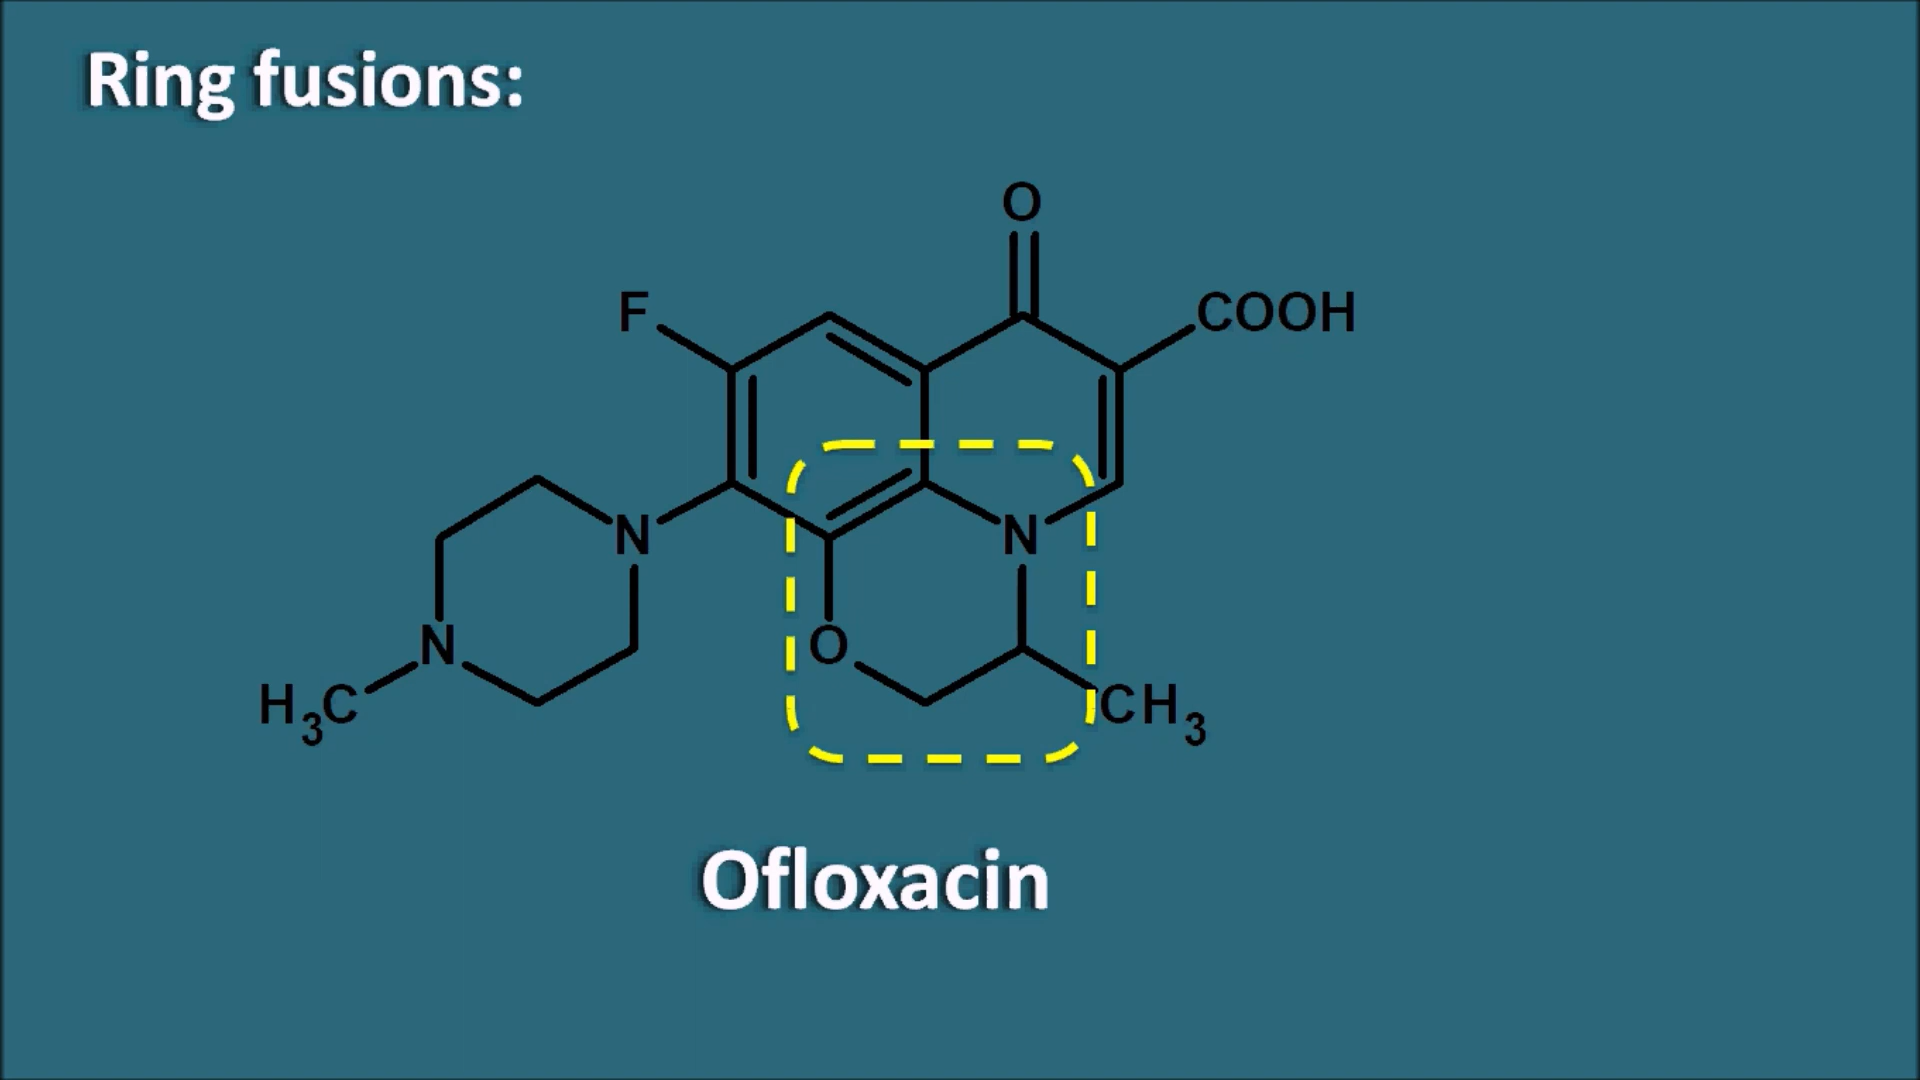 Ring fusions:
O
F
COOH
N
N
N
O
H3C
CH3
Ofloxacin